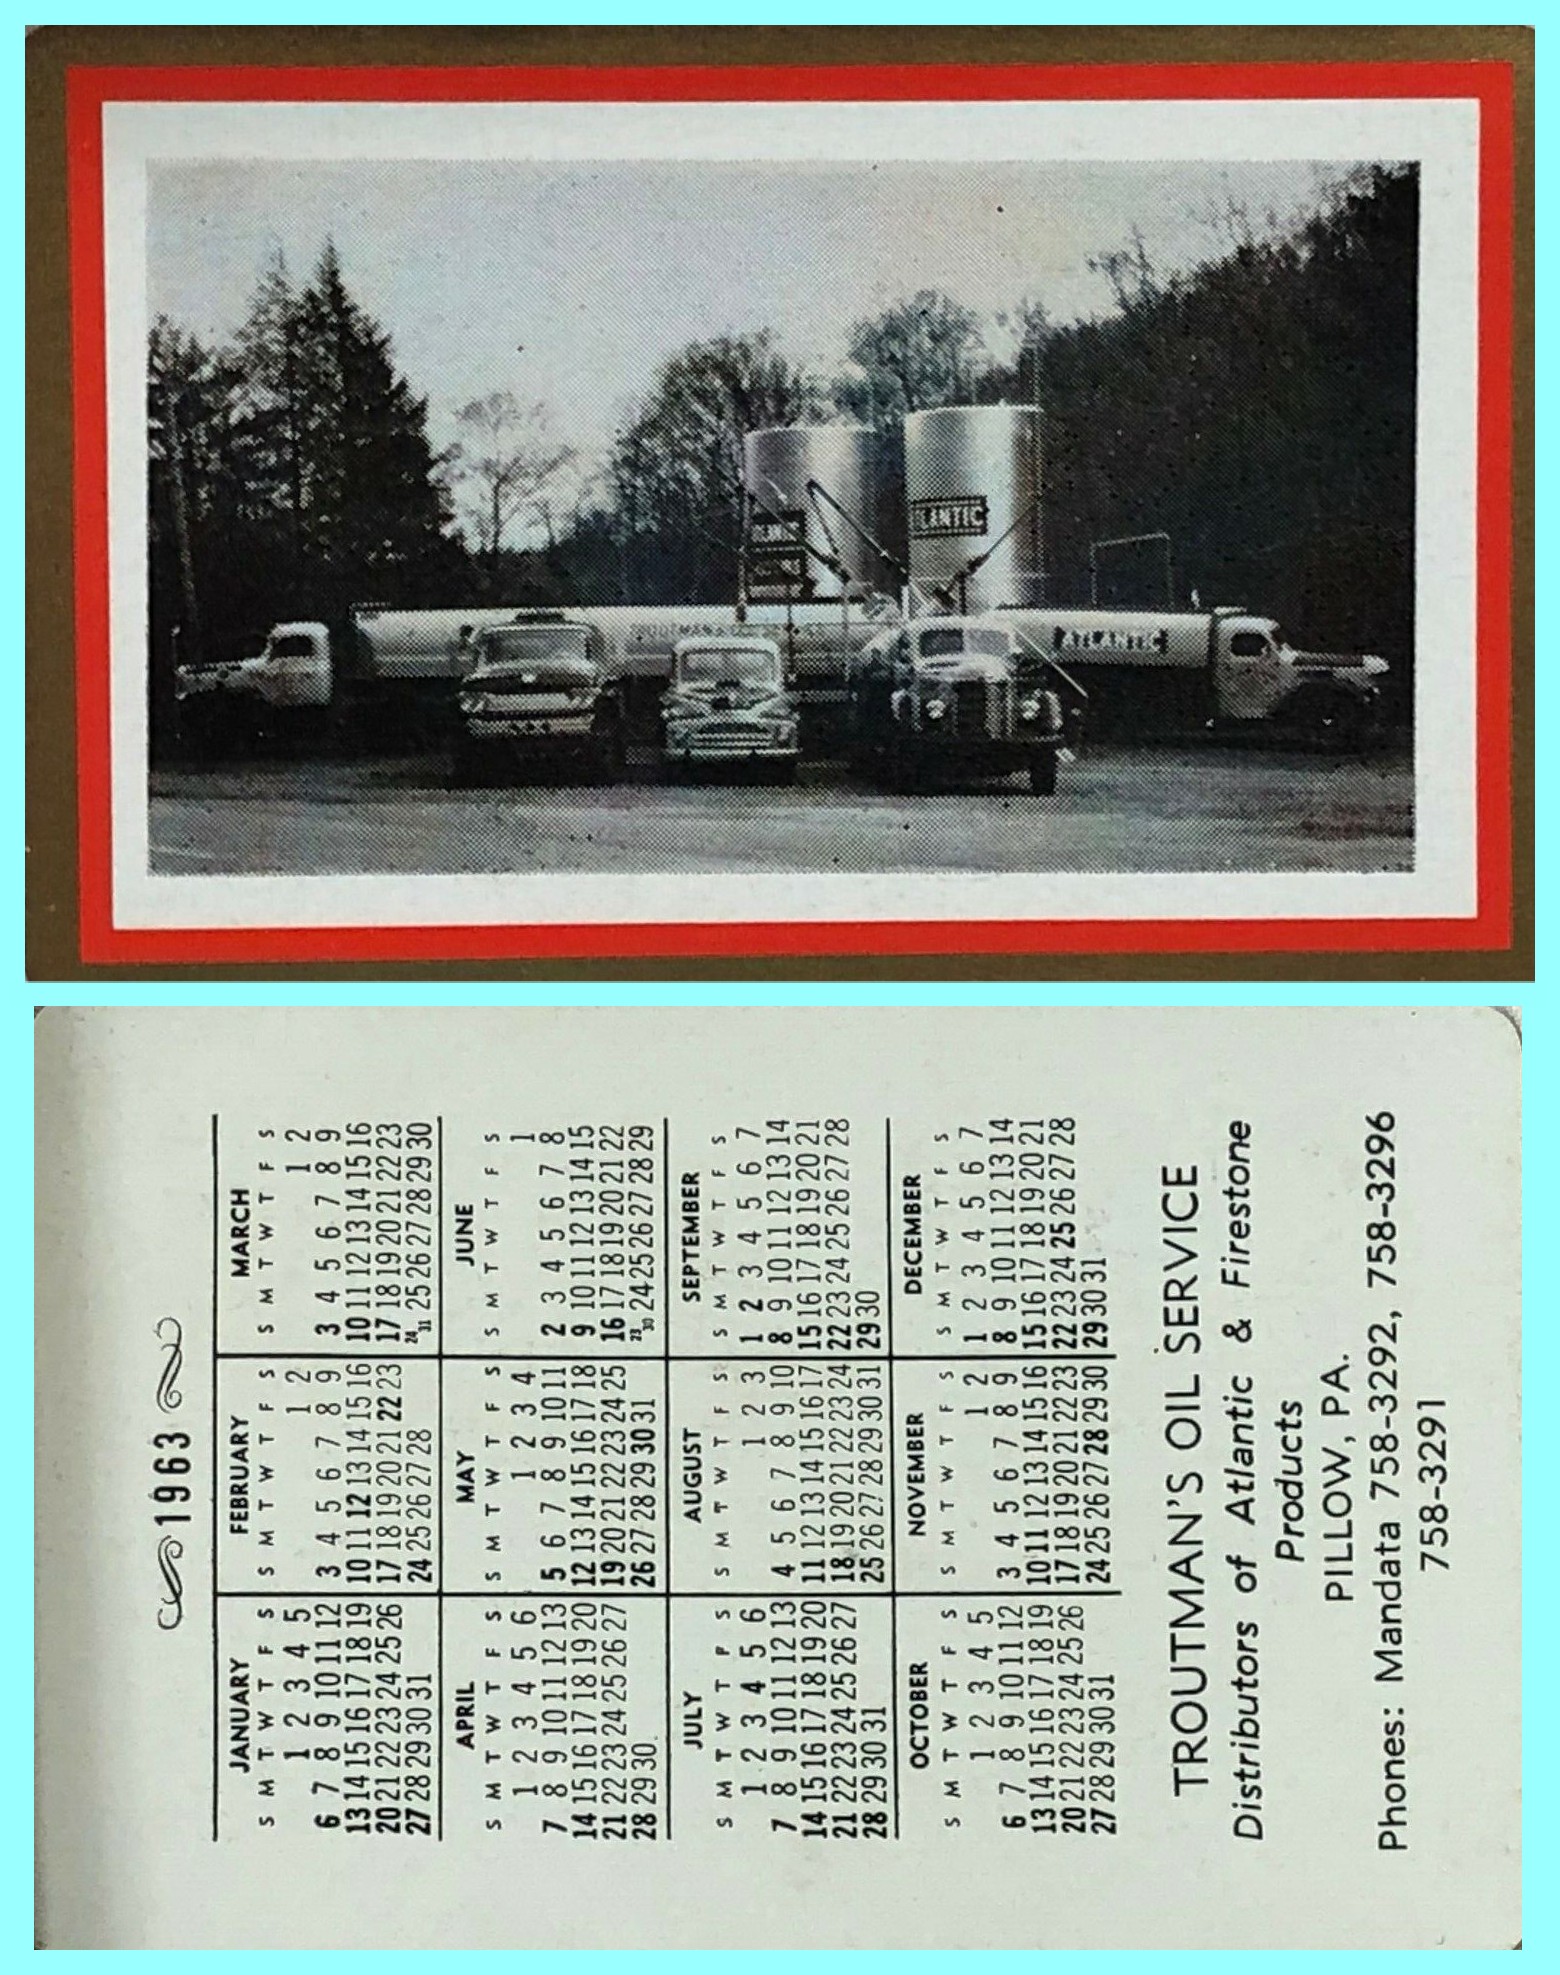 LANTIC
ATLANTIC
1963
JANUARY
S M T W T F S
1 2 3 4 5
6 7 8 9 10 11 12
13 14 15 16 17 18 19
20 21 22 23 24 25 26
27 28 29 30 31
FEBRUARY
S M T W T F S
1 2
3 4 5 6 7 8 9
10 11 12 13 14 15 16
17 18 19 20 21 22 23
24 25 26 27 28
MARCH
S M T W T F S
1 2
3 4 5 6 7 8 9
10 11 12 13 14 15 16
17 18 19 20 21 22 23
24/31 25 26 27 28 29 30
APRIL
S M T W T F S
1 2 3 4 5 6
7 8 9 10 11 12 13
14 15 16 17 18 19 20
21 22 23 24 25 26 27
28 29 30
MAY
S M T W T F S
1 2 3 4
5 6 7 8 9 10 11
12 13 14 15 16 17 18
19 20 21 22 23 24 25
26 27 28 29 30 31
JUNE
S M T W T F S
1
2 3 4 5 6 7 8
9 10 11 12 13 14 15
16 17 18 19 20 21 22
23/30 24 25 26 27 28 29
JULY
S M T W T F S
1 2 3 4 5 6
7 8 9 10 11 12 13
14 15 16 17 18 19 20
21 22 23 24 25 26 27
28 29 30 31
AUGUST
S M T W T F S
1 2 3
4 5 6 7 8 9 10
11 12 13 14 15 16 17
18 19 20 21 22 23 24
25 26 27 28 29 30 31
SEPTEMBER
S M T W T F S
1 2 3 4 5 6 7
8 9 10 11 12 13 14
15 16 17 18 19 20 21
22 23 24 25 26 27 28
29 30
OCTOBER
S M T W T F S
1 2 3 4 5
6 7 8 9 10 11 12
13 14 15 16 17 18 19
20 21 22 23 24 25 26
27 28 29 30 31
NOVEMBER
S M T W T F S
1 2
3 4 5 6 7 8 9
10 11 12 13 14 15 16
17 18 19 20 21 22 23
24 25 26 27 28 29 30
DECEMBER
S M T W T F S
1 2 3 4 5 6 7
8 9 10 11 12 13 14
15 16 17 18 19 20 21
22 23 24 25 26 27 28
29 30 31
TROUTMAN'S OIL SERVICE
Distributors of Atlantic & Firestone
Products
PILLOW, PA.
Phones: Mandata 758-3292, 758-3296
758-3291